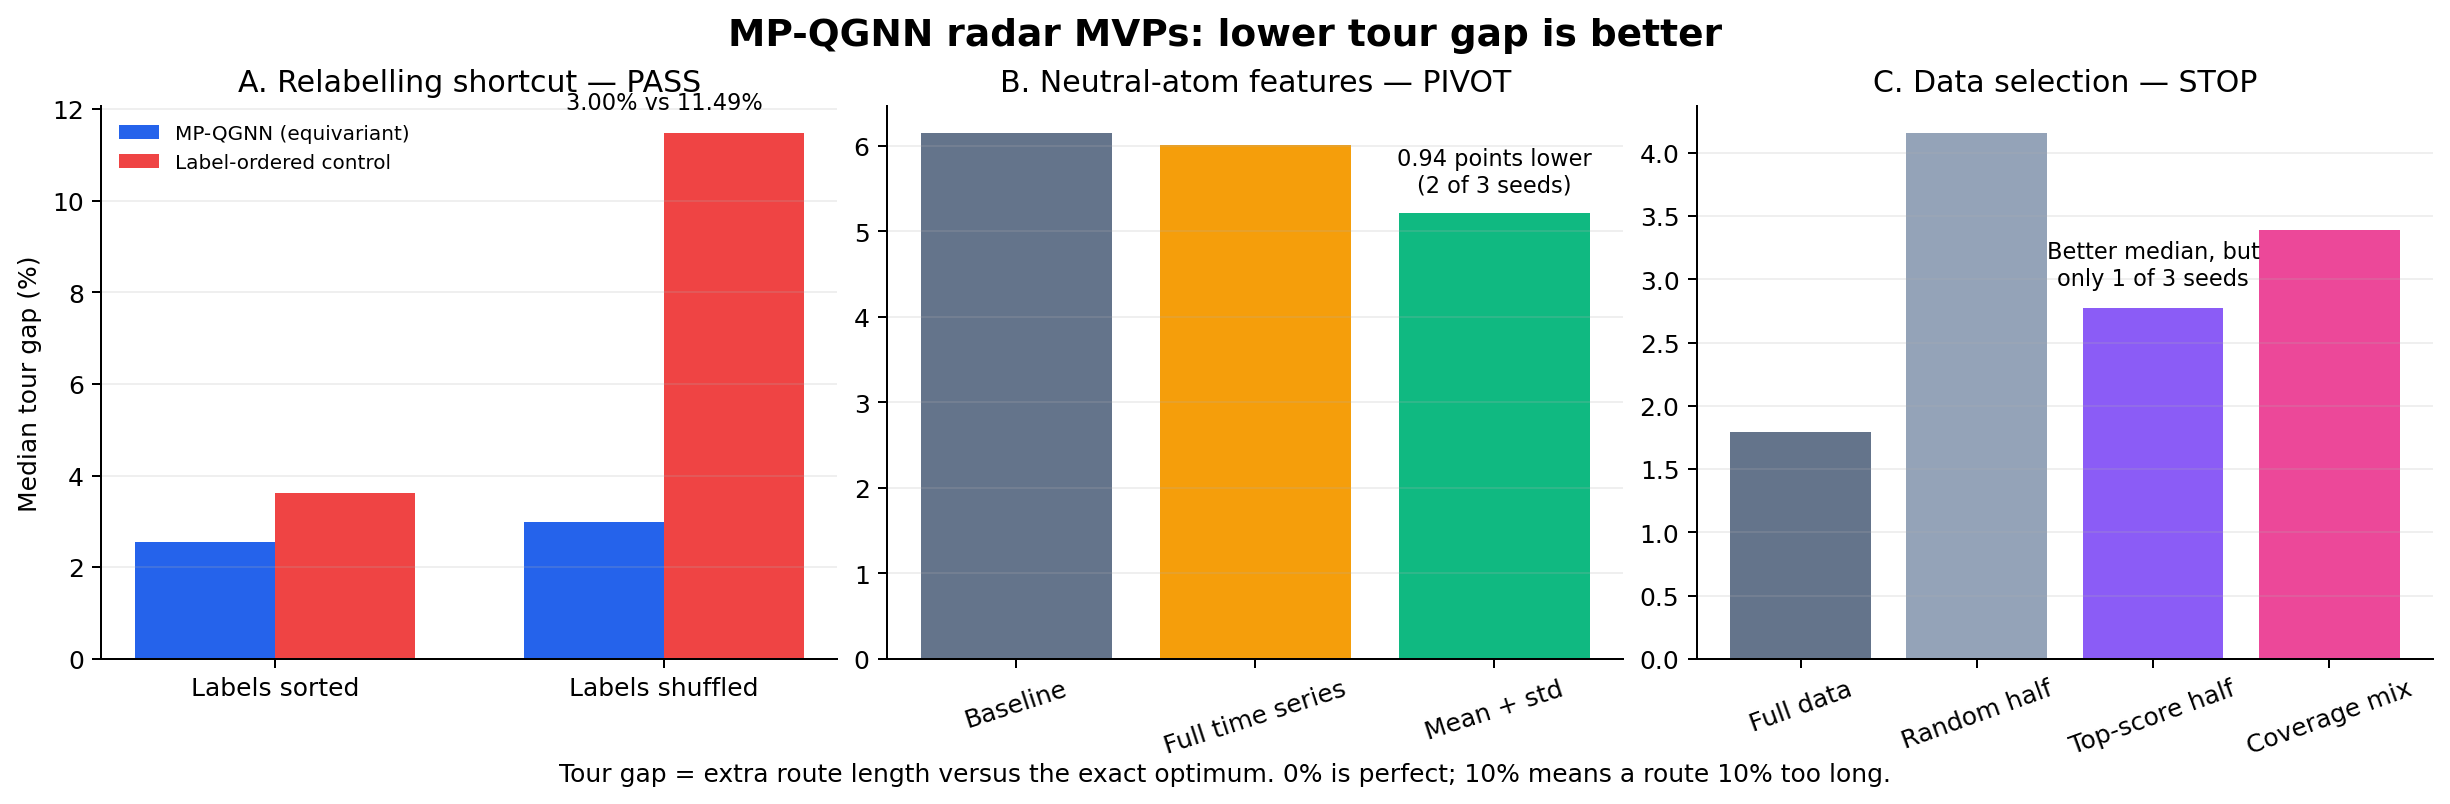 MP-QGNN radar MVPs: lower tour gap is better
A. Relabelling shortcut — PASS
3.00% vs 11.49%
MP-QGNN (equivariant)
Label-ordered control
Median tour gap (%)
12
10
8
6
4
2
0
Labels sorted
Labels shuffled
B. Neutral-atom features — PIVOT
0.94 points lower
(2 of 3 seeds)
6
5
4
3
2
1
0
Baseline
Full time series
Mean + std
C. Data selection — STOP
Better median, but
only 1 of 3 seeds
4.0
3.5
3.0
2.5
2.0
1.5
1.0
0.5
0.0
Full data
Random half
Top-score half
Coverage mix
Tour gap = extra route length versus the exact optimum. 0% is perfect; 10% means a route 10% too long.